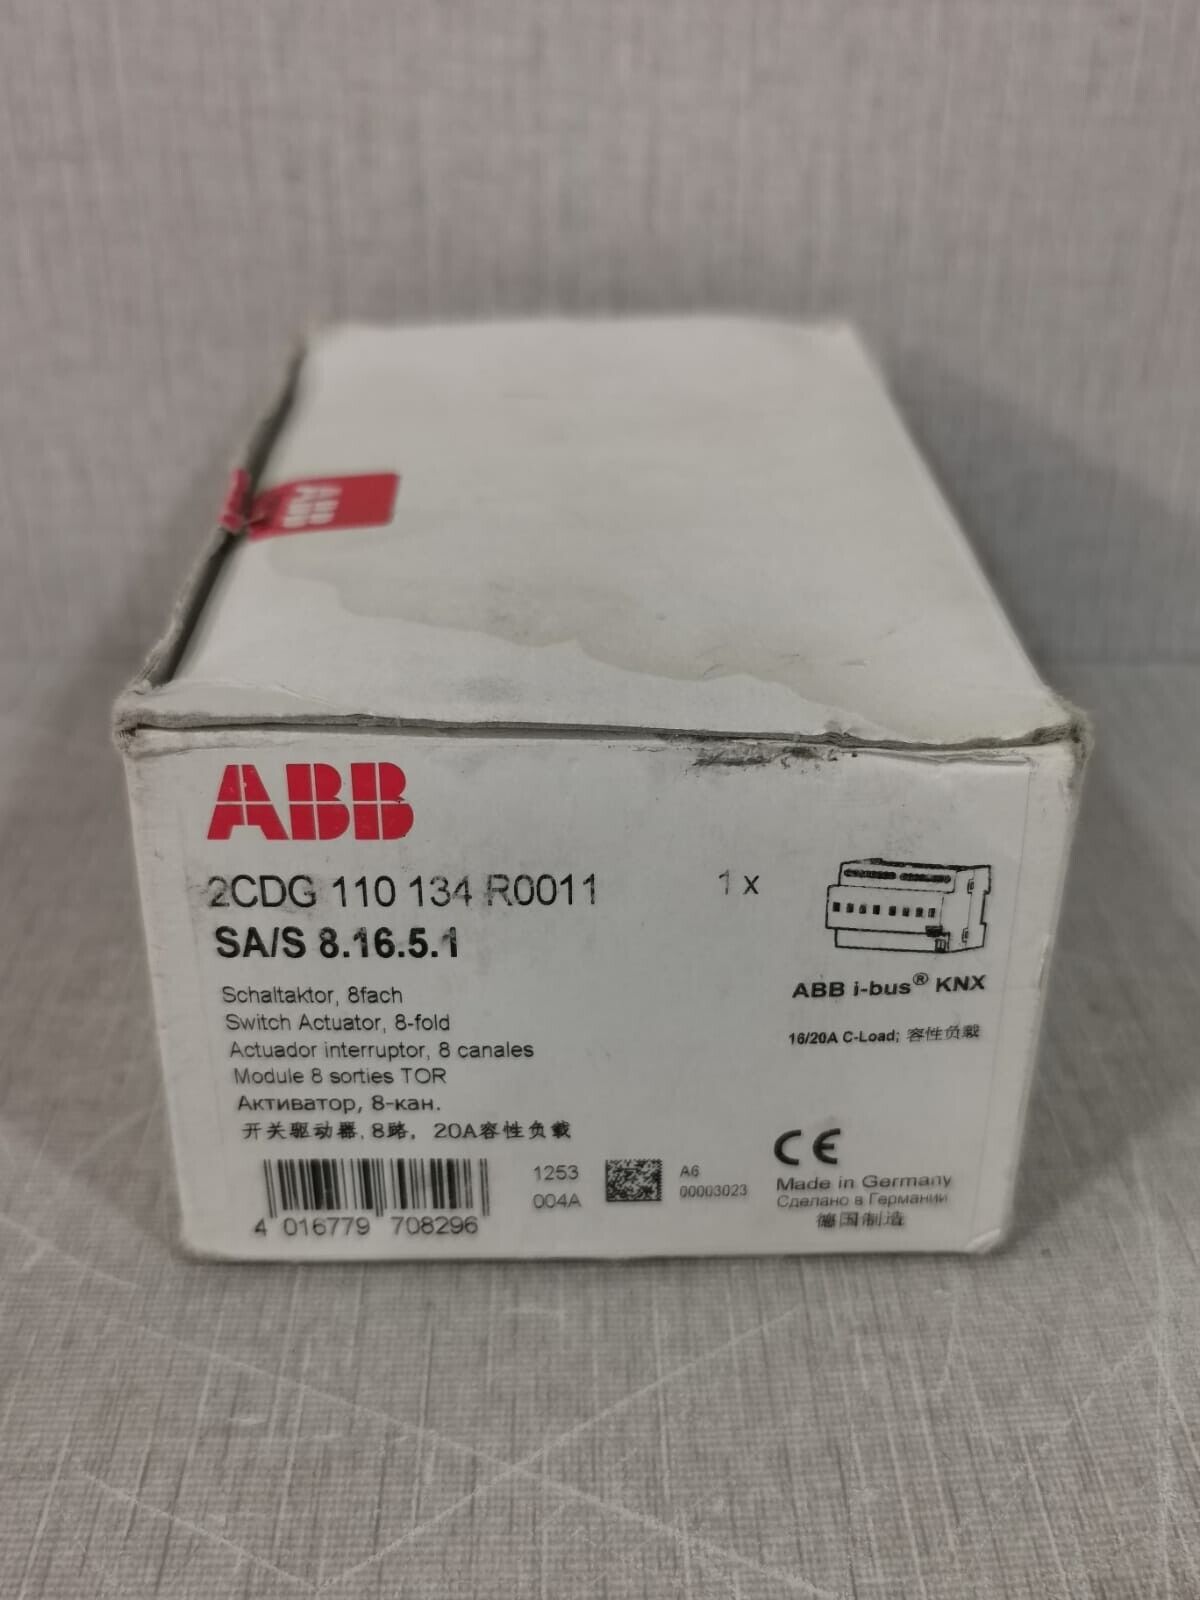 ABB
ABB
2CDG 110 134 R0011
1 x
SA/S 8.16.5.1
ABB i-bus® KNX
16/20A C-Load; 容性负载
Schaltaktor, 8fach
Switch Actuator, 8-fold
Actuador interruptor, 8 canales
Module 8 sorties TOR
Активатор, 8-кан.
开关驱动器, 8路, 20A容性负载
4 016779 708296
1253
004A
A6
00003023
CE
Made in Germany
Сделано в Германии
德国制造